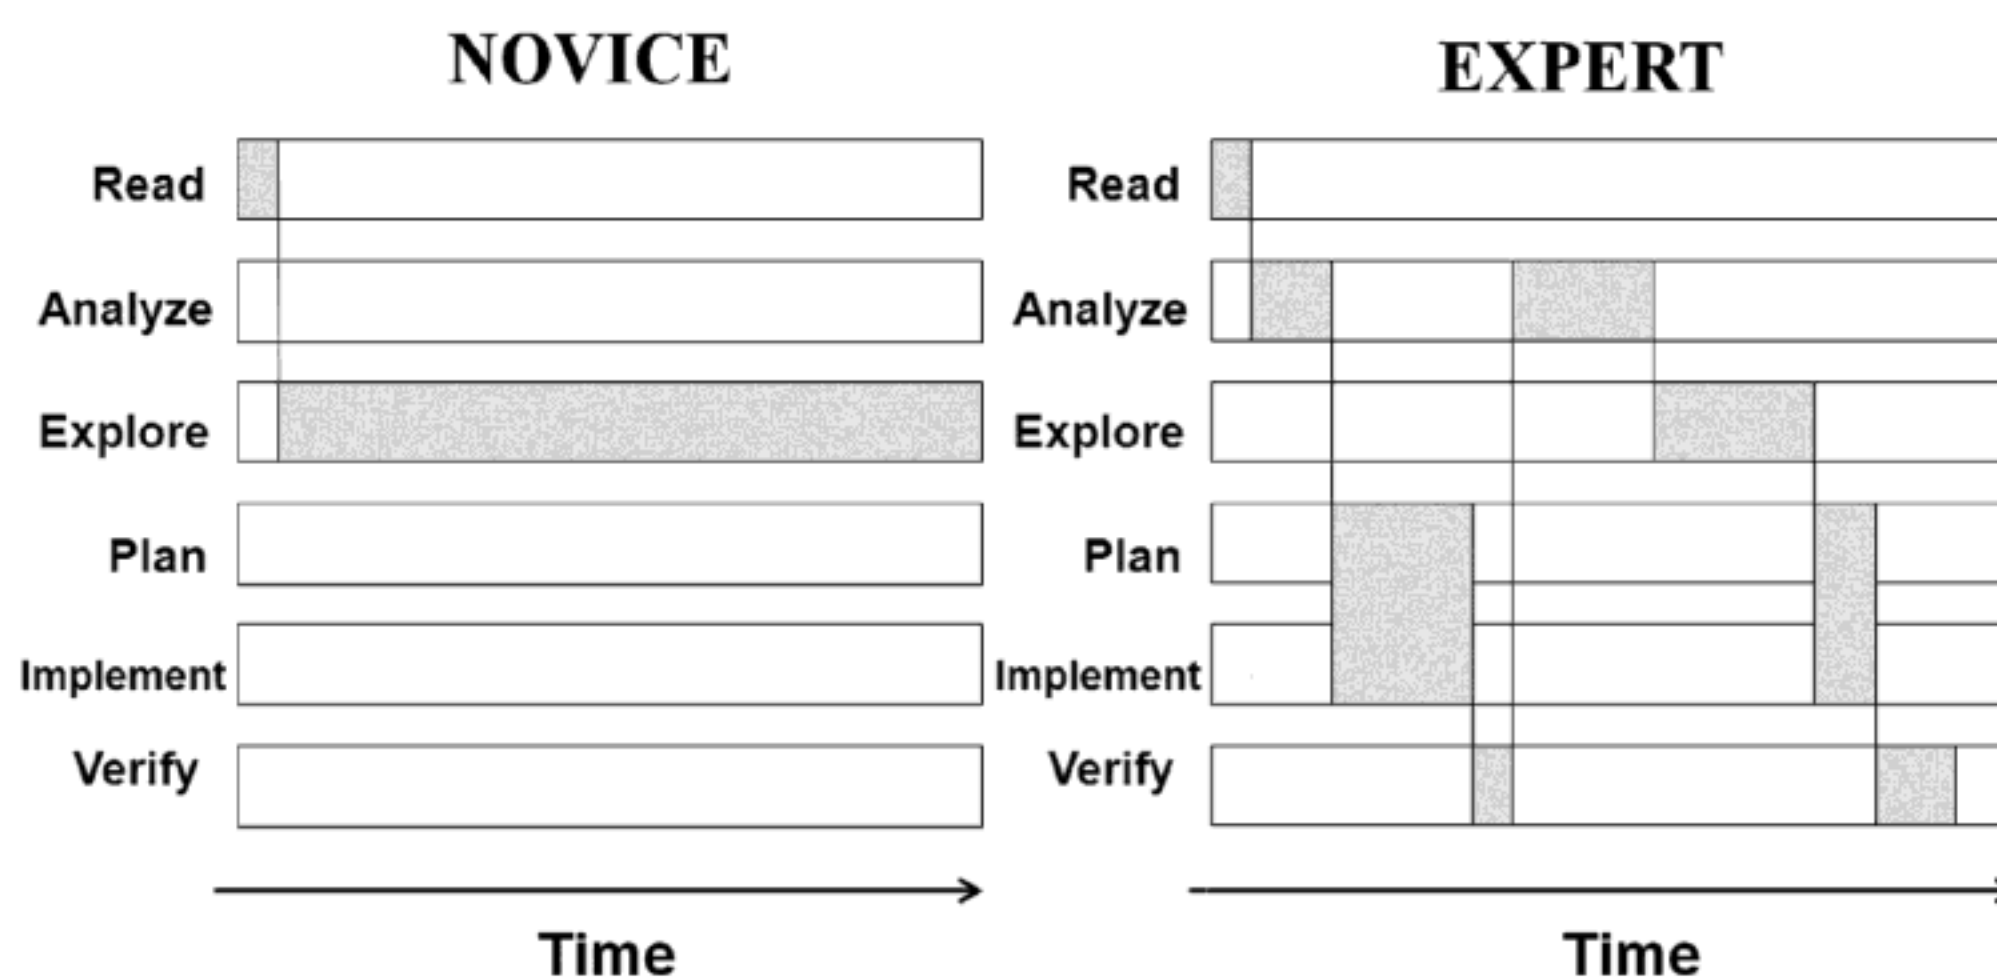 NOVICE
Read
Analyze
Explore
Plan
Implement
Verify
Time
EXPERT
Read
Analyze
Explore
Plan
Implement
Verify
Time